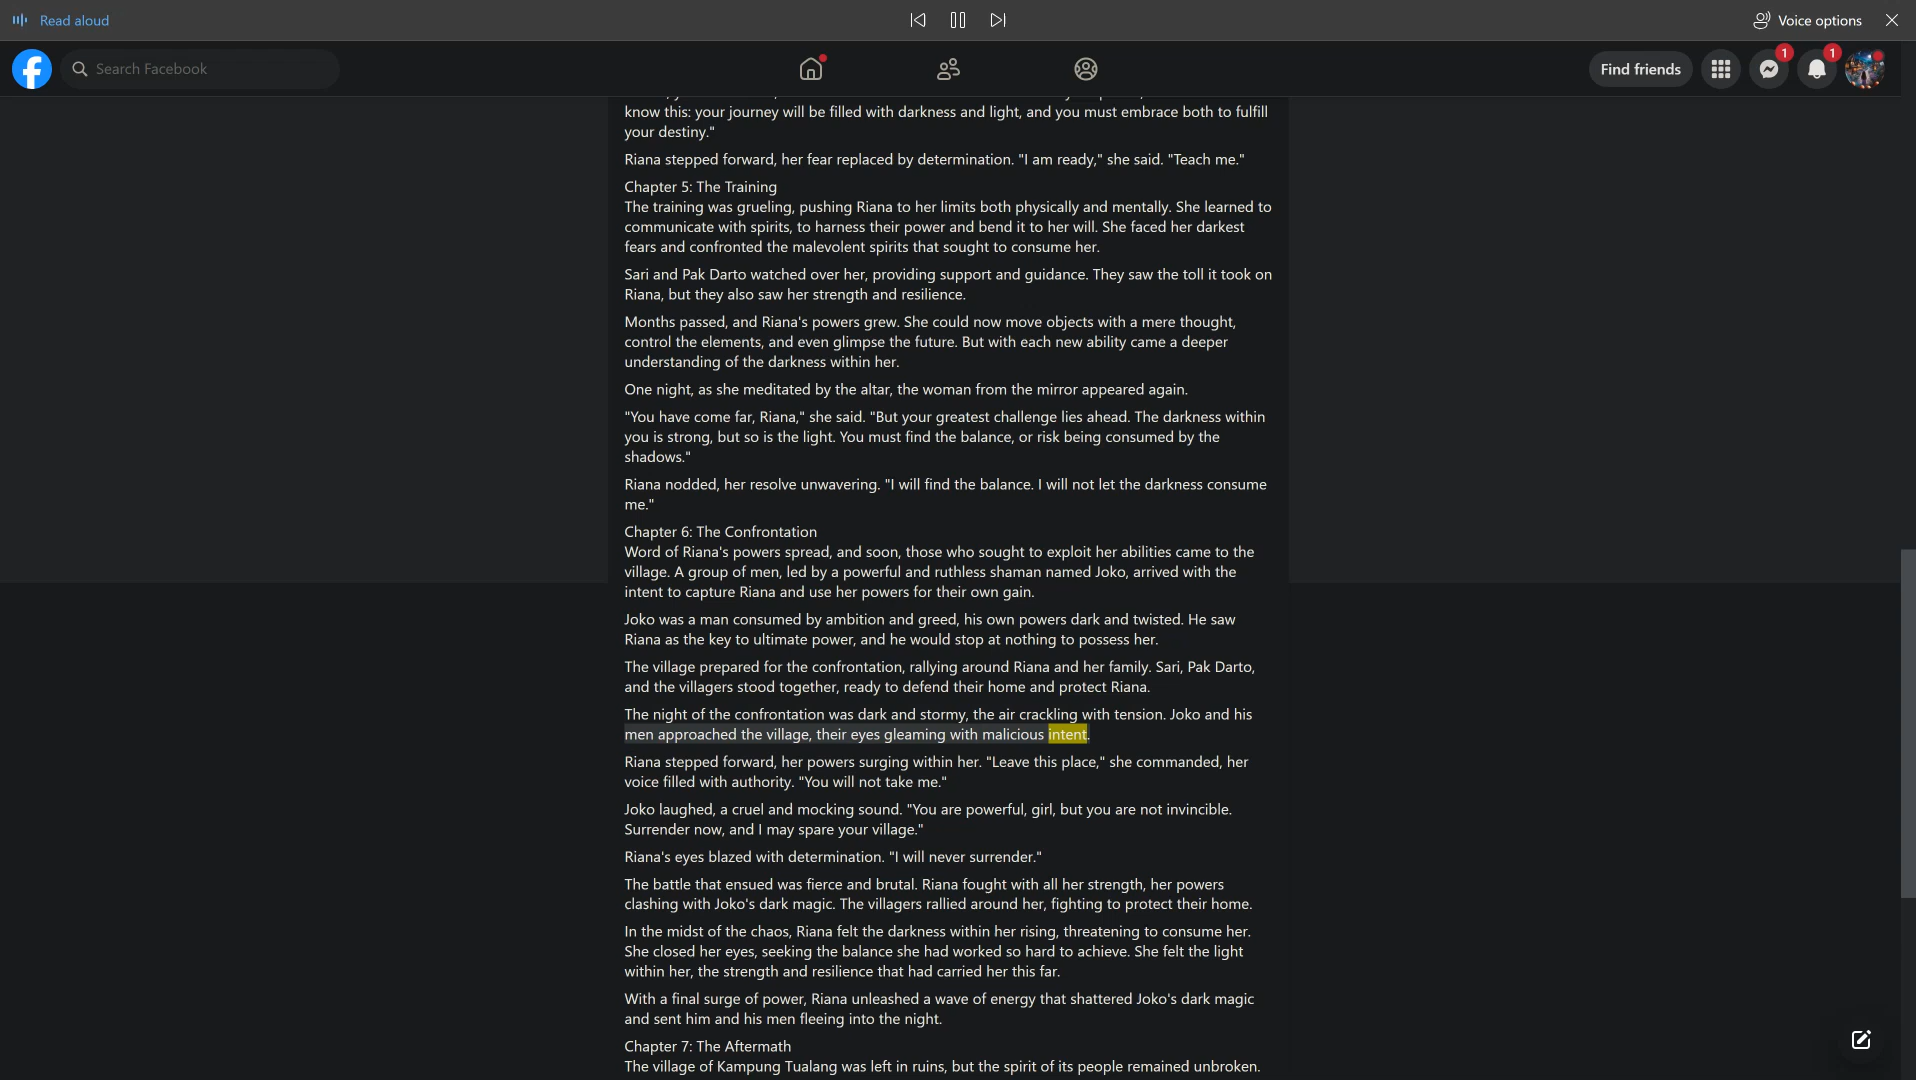 Read aloud
Voice options
Search Facebook
Find friends
1
1
know this: your journey will be filled with darkness and light, and you must embrace both to fulfill
your destiny."
Riana stepped forward, her fear replaced by determination. "I am ready," she said. "Teach me."
Chapter 5: The Training
The training was grueling, pushing Riana to her limits both physically and mentally. She learned to
communicate with spirits, to harness their power and bend it to her will. She faced her darkest
fears and confronted the malevolent spirits that sought to consume her.
Sari and Pak Darto watched over her, providing support and guidance. They saw the toll it took on
Riana, but they also saw her strength and resilience.
Months passed, and Riana's powers grew. She could now move objects with a mere thought,
control the elements, and even glimpse the future. But with each new ability came a deeper
understanding of the darkness within her.
One night, as she meditated by the altar, the woman from the mirror appeared again.
"You have come far, Riana," she said. "But your greatest challenge lies ahead. The darkness within
you is strong, but so is the light. You must find the balance, or risk being consumed by the
shadows."
Riana nodded, her resolve unwavering. "I will find the balance. I will not let the darkness consume
me."
Chapter 6: The Confrontation
Word of Riana's powers spread, and soon, those who sought to exploit her abilities came to the
village. A group of men, led by a powerful and ruthless shaman named Joko, arrived with the
intent to capture Riana and use her powers for their own gain.
Joko was a man consumed by ambition and greed, his own powers dark and twisted. He saw
Riana as the key to ultimate power, and he would stop at nothing to possess her.
The village prepared for the confrontation, rallying around Riana and her family. Sari, Pak Darto,
and the villagers stood together, ready to defend their home and protect Riana.
The night of the confrontation was dark and stormy, the air crackling with tension. Joko and his
men approached the village, their eyes gleaming with malicious intent.
Riana stepped forward, her powers surging within her. "Leave this place," she commanded, her
voice filled with authority. "You will not take me."
Joko laughed, a cruel and mocking sound. "You are powerful, girl, but you are not invincible.
Surrender now, and I may spare your village."
Riana's eyes blazed with determination. "I will never surrender."
The battle that ensued was fierce and brutal. Riana fought with all her strength, her powers
clashing with Joko's dark magic. The villagers rallied around her, fighting to protect their home.
In the midst of the chaos, Riana felt the darkness within her rising, threatening to consume her.
She closed her eyes, seeking the balance she had worked so hard to achieve. She felt the light
within her, the strength and resilience that had carried her this far.
With a final surge of power, Riana unleashed a wave of energy that shattered Joko's dark magic
and sent him and his men fleeing into the night.
Chapter 7: The Aftermath
The village of Kampung Tualang was left in ruins, but the spirit of its people remained unbroken.